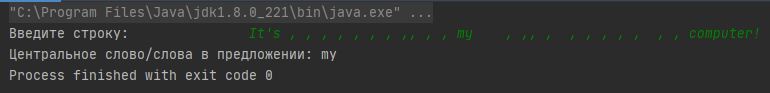 "C:\Program Files\Java\jdk1.8.0_221\bin\java.exe" ...
Введите строку:                It's , , , , , , , ,, , , my    , ,, ,  , , , , ,  , , computer!
Центральное слово/слова в предложении: my
Process finished with exit code 0